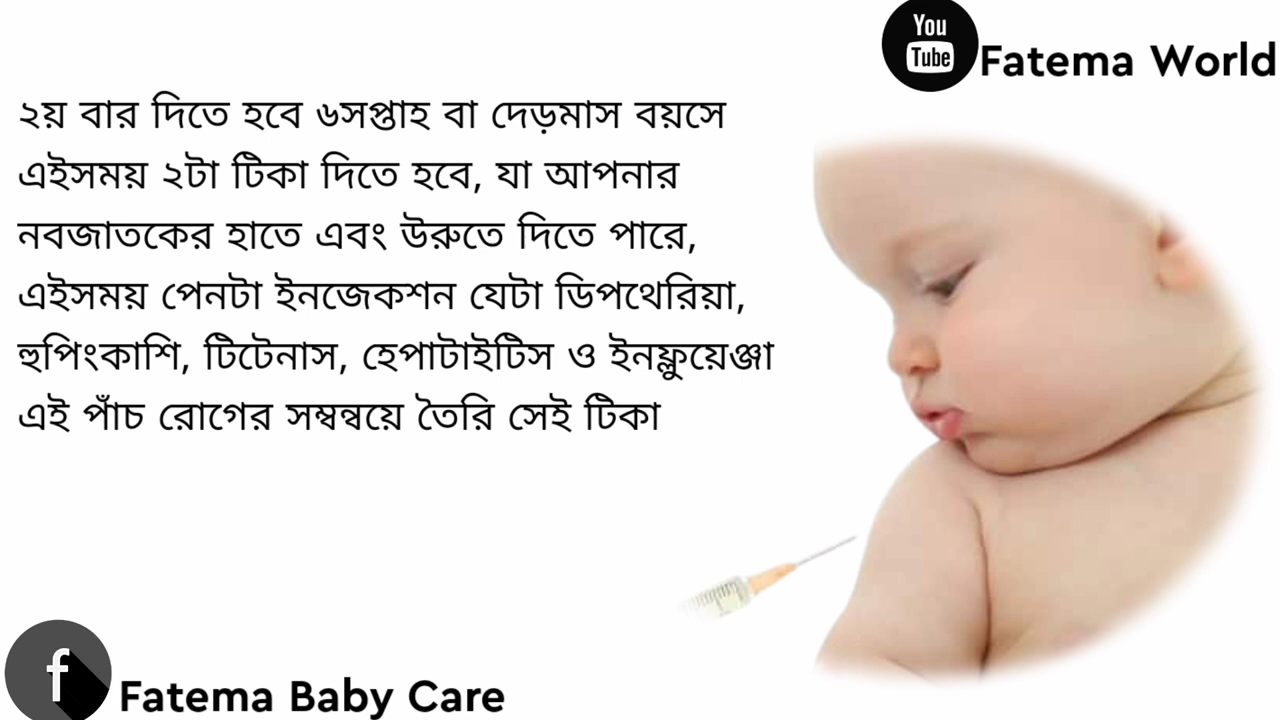 You
Tube
Fatema World
২য় বার দিতে হবে ৬সপ্তাহ বা দেড়মাস বয়সে
এইসময় ২টা টিকা দিতে হবে, যা আপনার
নবজাতকের হাতে এবং উরুতে দিতে পারে,
এইসময় পেনটা ইনজেকশন যেটা ডিপথেরিয়া,
হুপিংকাশি, টিটেনাস, হেপাটাইটিস ও ইনফ্লুয়েঞ্জা
এই পাঁচ রোগের সম্বন্বয়ে তৈরি সেই টিকা
f
Fatema Baby Care